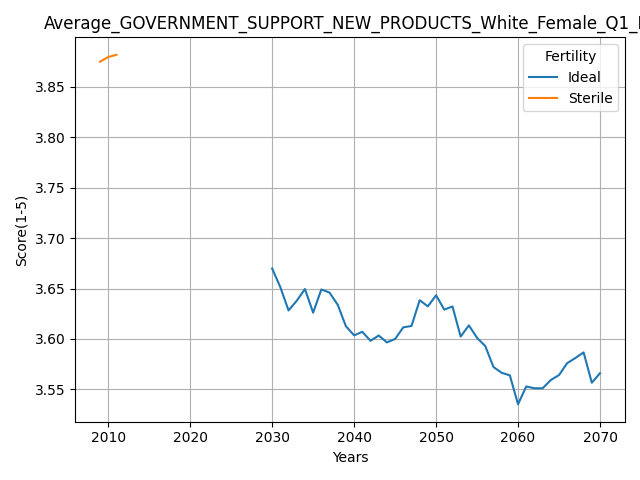 Average_GOVERNMENT_SUPPORT_NEW_PRODUCTS_White_Female_Q1_
Fertility
Ideal
Sterile
Score(1-5)
3.85
3.80
3.75
3.70
3.65
3.60
3.55
2010 2020 2030 2040 2050 2060 2070
Years